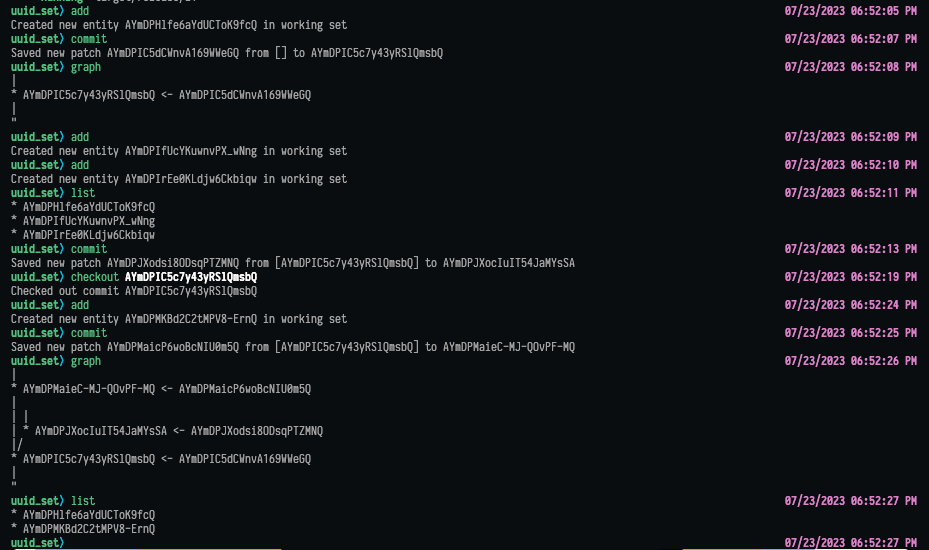 uuid_set⟩ add 07/23/2023 06:52:05 PM
Created new entity AYmDPHlfe6aYdUCToK9fcQ in working set
uuid_set⟩ commit 07/23/2023 06:52:07 PM
Saved new patch AYmDPIC5dCWnvA169WWeGQ from [] to AYmDPIC5c7y43yRSlQmsbQ
uuid_set⟩ graph 07/23/2023 06:52:08 PM
|
* AYmDPIC5c7y43yRSlQmsbQ <- AYmDPIC5dCWnvA169WWeGQ
|
"
uuid_set⟩ add 07/23/2023 06:52:09 PM
Created new entity AYmDPIfUcYKuwnvPX_wNng in working set
uuid_set⟩ add 07/23/2023 06:52:10 PM
Created new entity AYmDPIrEe0KLdjw6Ckbiqw in working set
uuid_set⟩ list 07/23/2023 06:52:11 PM
* AYmDPHlfe6aYdUCToK9fcQ
* AYmDPIfUcYKuwnvPX_wNng
* AYmDPIrEe0KLdjw6Ckbiqw
uuid_set⟩ commit 07/23/2023 06:52:13 PM
Saved new patch AYmDPJXodsi8ODsqPTZMNQ from [AYmDPIC5c7y43yRSlQmsbQ] to AYmDPJXocIuIT54JaMYsSA
uuid_set⟩ checkout AYmDPIC5c7y43yRSlQmsbQ 07/23/2023 06:52:19 PM
Checked out commit AYmDPIC5c7y43yRSlQmsbQ
uuid_set⟩ add 07/23/2023 06:52:24 PM
Created new entity AYmDPMKBd2C2tMPV8-ErnQ in working set
uuid_set⟩ commit 07/23/2023 06:52:25 PM
Saved new patch AYmDPMaicP6woBcNIU0m5Q from [AYmDPIC5c7y43yRSlQmsbQ] to AYmDPMaieC-MJ-QOvPF-MQ
uuid_set⟩ graph 07/23/2023 06:52:26 PM
|
* AYmDPMaieC-MJ-QOvPF-MQ <- AYmDPMaicP6woBcNIU0m5Q
|
| |
| * AYmDPJXocIuIT54JaMYsSA <- AYmDPJXodsi8ODsqPTZMNQ
|/
* AYmDPIC5c7y43yRSlQmsbQ <- AYmDPIC5dCWnvA169WWeGQ
|
"
uuid_set⟩ list 07/23/2023 06:52:27 PM
* AYmDPHlfe6aYdUCToK9fcQ
* AYmDPMKBd2C2tMPV8-ErnQ
uuid_set⟩ 07/23/2023 06:52:27 PM